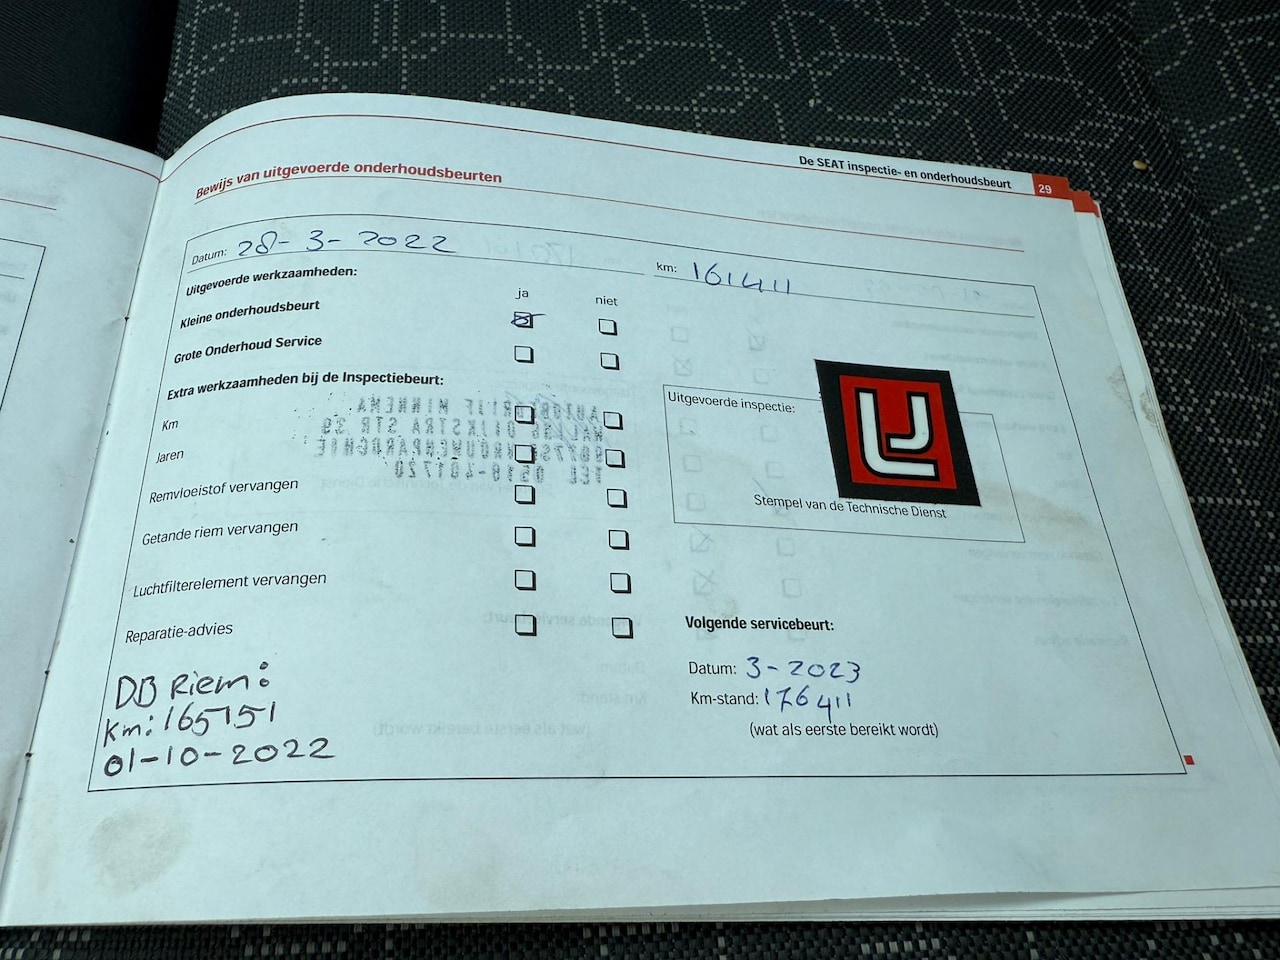 De SEAT inspectie- en onderhoudsbeurt 29
Bewijs van uitgevoerde onderhoudsbeurten
Datum: 28-3-2022 km: 161411
Uitgevoerde werkzaamheden:
ja niet
Kleine onderhoudsbeurt
Grote Onderhoud Service
Extra werkzaamheden bij de Inspectiebeurt:
Km
Jaren
Remvloeistof vervangen
Getande riem vervangen
Luchtfilterelement vervangen
Reparatie-advies
Uitgevoerde inspectie:
Stempel van de Technische Dienst
Volgende servicebeurt:
Datum: 3-2023
Km-stand: 176411
(wat als eerste bereikt wordt)
DB Riem:
km: 165151
01-10-2022